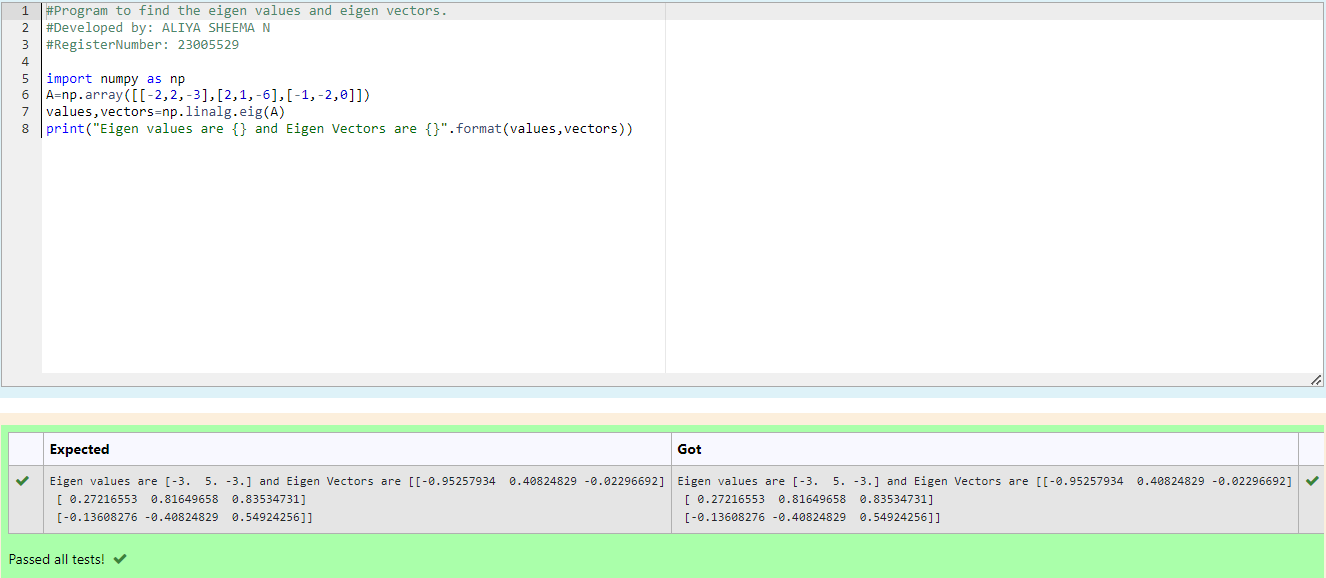 1 #Program to find the eigen values and eigen vectors.
2 #Developed by: ALIYA SHEEMA N
3 #RegisterNumber: 23005529
4
5 import numpy as np
6 A=np.array([[-2,2,-3],[2,1,-6],[-1,-2,0]])
7 values,vectors=np.linalg.eig(A)
8 print("Eigen values are {} and Eigen Vectors are {}".format(values,vectors))
Expected Got
Eigen values are [-3.  5. -3.] and Eigen Vectors are [[-0.95257934  0.40824829 -0.02296692] Eigen values are [-3.  5. -3.] and Eigen Vectors are [[-0.95257934  0.40824829 -0.02296692]
[ 0.27216553  0.81649658  0.83534731] [ 0.27216553  0.81649658  0.83534731]
[-0.13608276 -0.40824829  0.54924256]] [-0.13608276 -0.40824829  0.54924256]]
Passed all tests!